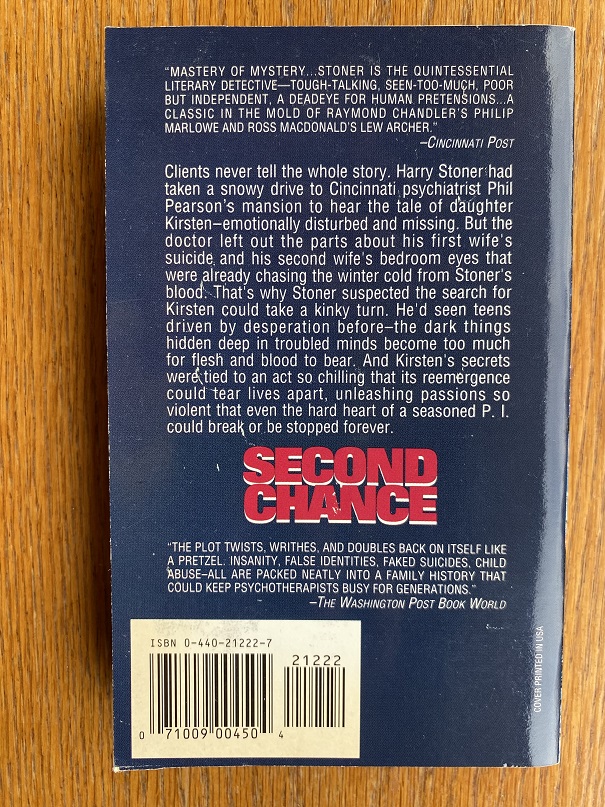 "MASTERY OF MYSTERY...STONER IS THE QUINTESSENTIAL
LITERARY DETECTIVE—TOUGH-TALKING, SEEN-TOO-MUCH, POOR
BUT INDEPENDENT, A DEADEYE FOR HUMAN PRETENSIONS...A
CLASSIC IN THE MOLD OF RAYMOND CHANDLER'S PHILIP
MARLOWE AND ROSS MACDONALD'S LEW ARCHER."
–CINCINNATI POST
Clients never tell the whole story. Harry Stoner had
taken a snowy drive to Cincinnati psychiatrist Phil
Pearson's mansion to hear the tale of daughter
Kirsten–emotionally disturbed and missing. But the
doctor left out the parts about his first wife's
suicide and his second wife's bedroom eyes that
were already chasing the winter cold from Stoner's
blood. That's why Stoner suspected the search for
Kirsten could take a kinky turn. He'd seen teens
driven by desperation before–the dark things
hidden deep in troubled minds become too much
for flesh and blood to bear. And Kirsten's secrets
were tied to an act so chilling that its reemergence
could tear lives apart, unleashing passions so
violent that even the hard heart of a seasoned P. I.
could break or be stopped forever.
SECOND
CHANCE
"THE PLOT TWISTS, WRITHES, AND DOUBLES BACK ON ITSELF LIKE
A PRETZEL. INSANITY, FALSE IDENTITIES, FAKED SUICIDES, CHILD
ABUSE–ALL ARE PACKED NEATLY INTO A FAMILY HISTORY THAT
COULD KEEP PSYCHOTHERAPISTS BUSY FOR GENERATIONS."
–THE WASHINGTON POST BOOK WORLD
ISBN 0-440-21222-7
21222
0 71009 00450 4
COVER PRINTED IN USA